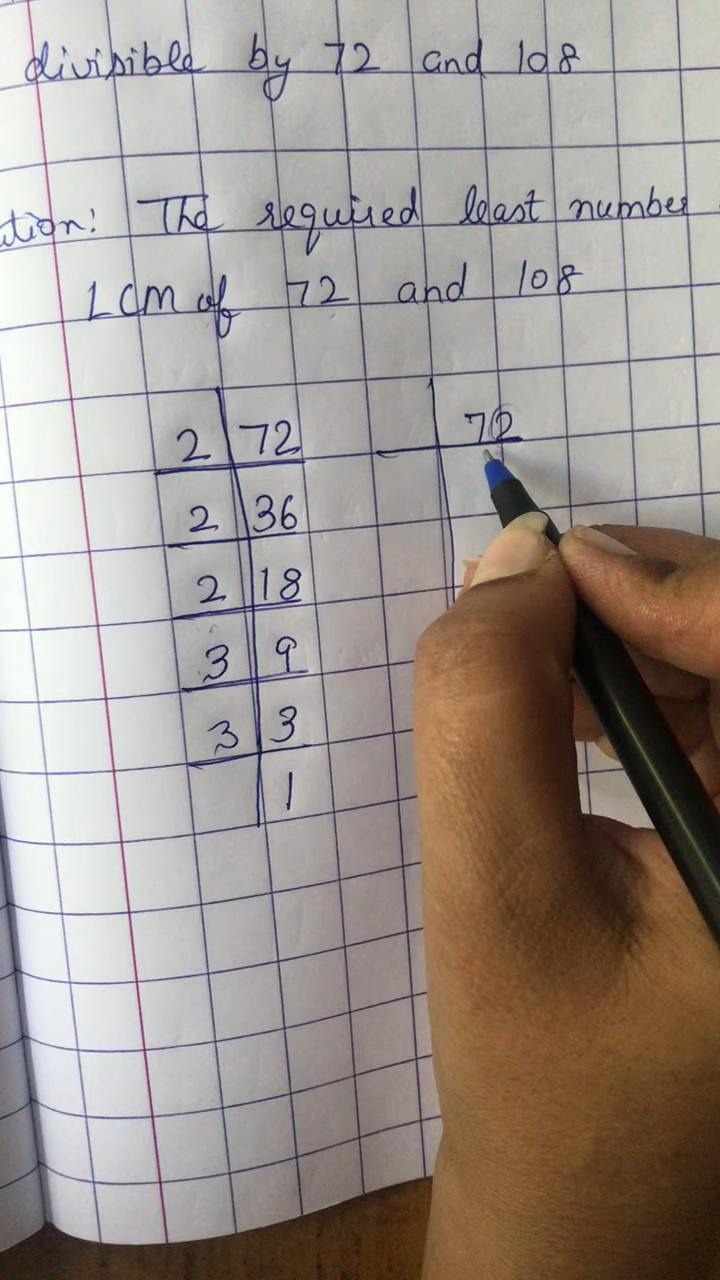 divisible by 72 and 108
ution: The required least number
LCM of 72 and 108
2 72
2 36
2 18
3 9
3 3
1
72